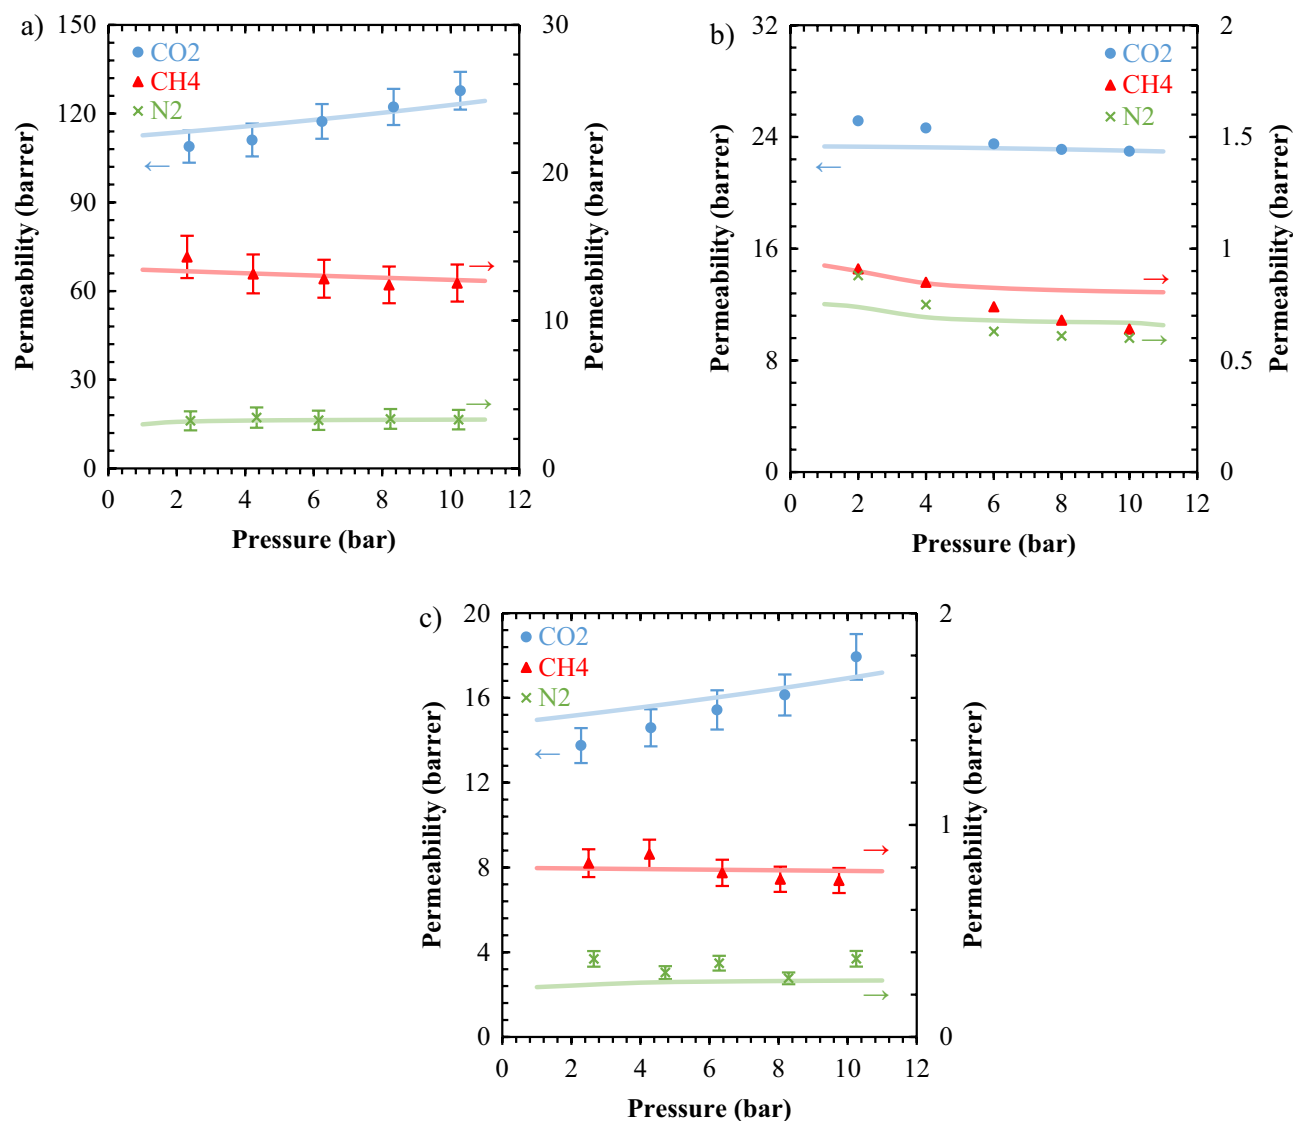 a)
150
120
90
60
30
0
30
20
10
0
CO2
CH4
N2
0 2 4 6 8 10 12
Pressure (bar)
Permeability (barrer)
Permeability (barrer)
b)
32
24
16
8
0
2
1.5
1
0.5
0
CO2
CH4
N2
0 2 4 6 8 10 12
Pressure (bar)
Permeability (barrer)
Permeability (barrer)
c)
20
16
12
8
4
0
2
1
0
CO2
CH4
N2
0 2 4 6 8 10 12
Pressure (bar)
Permeability (barrer)
Permeability (barrer)